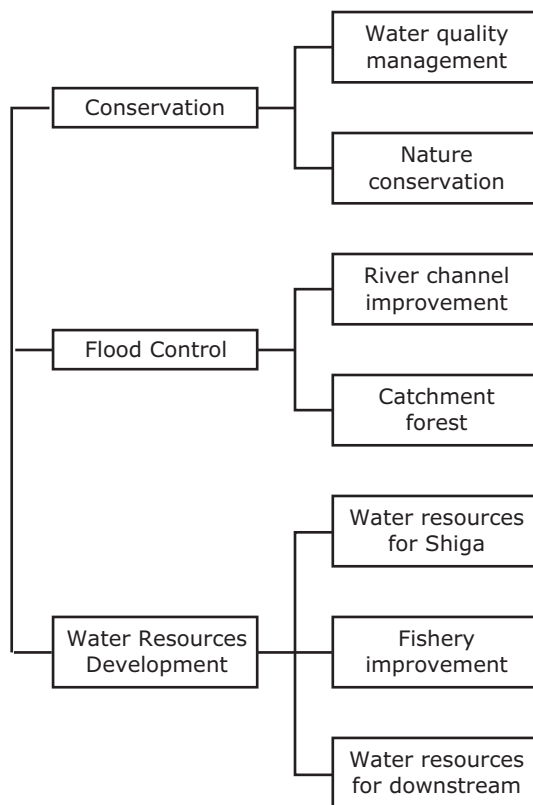 Water quality
management
Conservation
Nature
conservation
River channel
improvement
Flood Control
Catchment
forest
Water resources
for Shiga
Water Resources
Development
Fishery
improvement
Water resources
for downstream